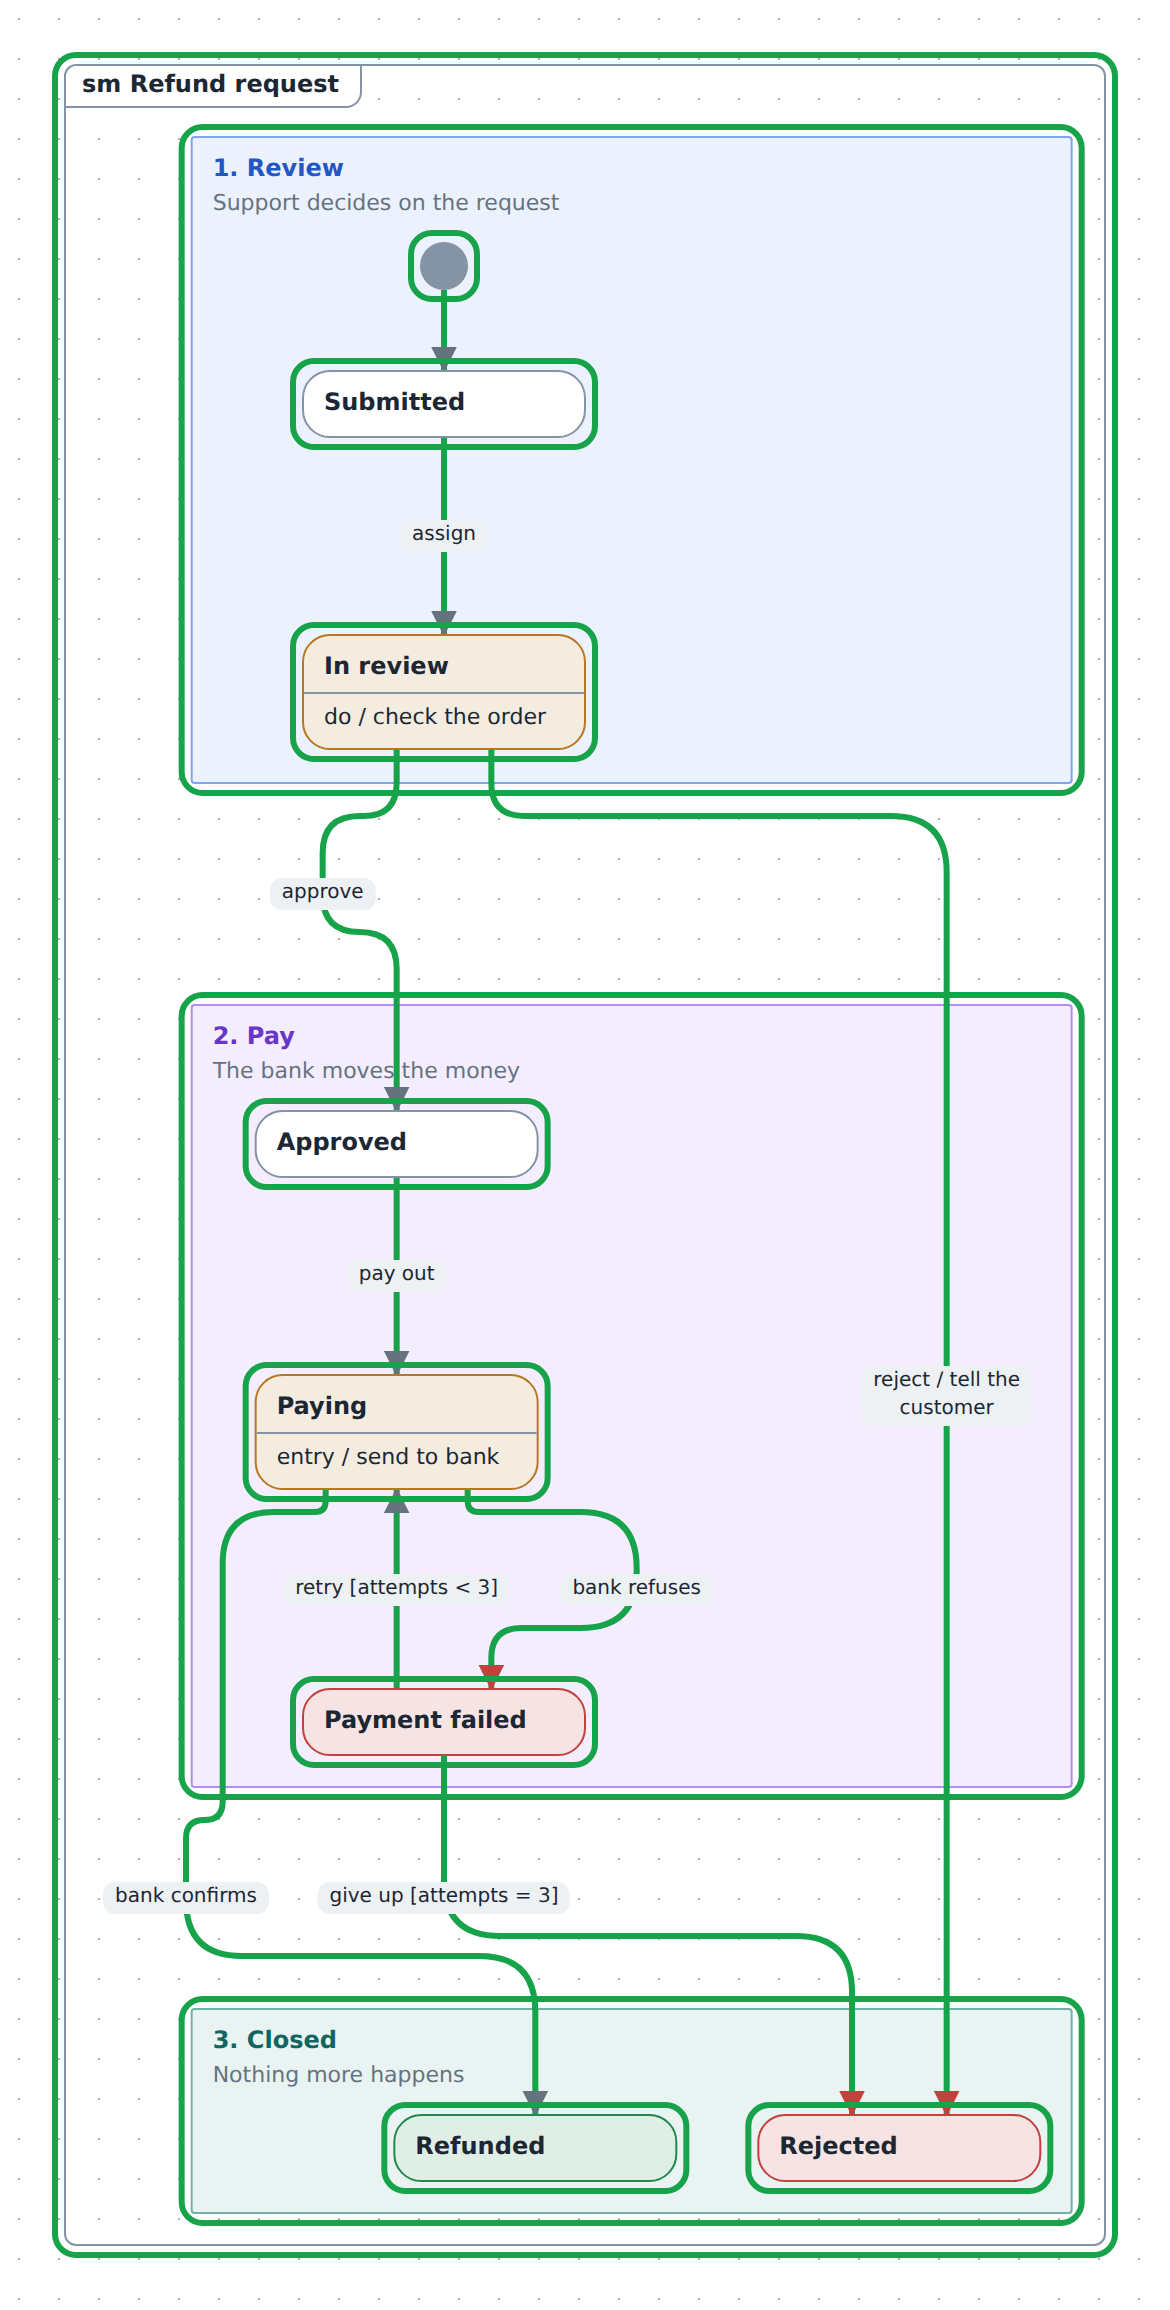 sm Refund request
1. Review
Support decides on the request
Submitted
assign
In review
do / check the order
approve
2. Pay
The bank moves the money
Approved
pay out
Paying
entry / send to bank
reject / tell the
customer
retry [attempts < 3]
bank refuses
Payment failed
bank confirms
give up [attempts = 3]
3. Closed
Nothing more happens
Refunded
Rejected